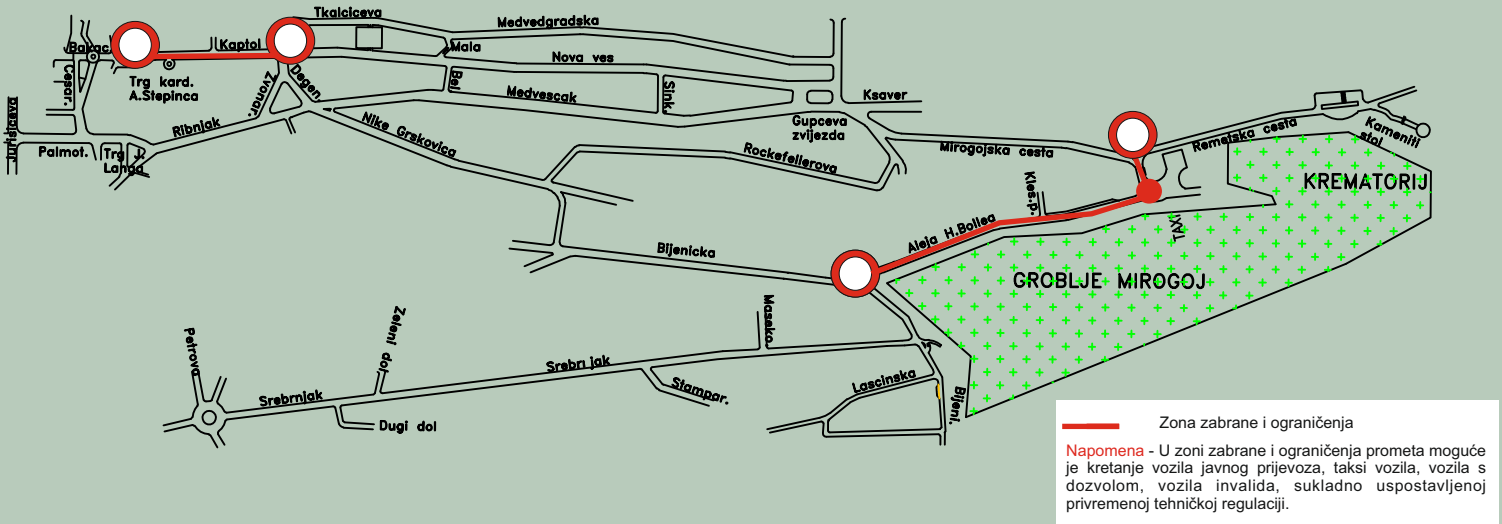 Tkalciceva
Medvedgradska
Bakac.
Kaptol
Mala
Nova ves
Cesar.
Trg kard.
A.Stepinca
Zvonar.
Degen
Bel.
Medvescak
Sink.
Ksaver
Jurisiceva
Palmot.
Trg J.
Langa
Ribnjak
Nike Grskovica
Gupceva
zvijezda
Rockefellerova
Mirogojska cesta
Remetska cesta
Kameniti
stol
KREMATORIJ
Kles.p.
Aleja H.Bollea
TAXI
Bijenicka
GROBLJE MIROGOJ
Petrova
Zeleni dol
Maseko.
Srebrnjak
Srebrnjak
Stampar.
Lascinska
Bijeni.
Dugi dol
Zona zabrane i ograničenja
Napomena - U zoni zabrane i ograničenja prometa moguće
je kretanje vozila javnog prijevoza, taksi vozila, vozila s
dozvolom, vozila invalida, sukladno uspostavljenoj
privremenoj tehničkoj regulaciji.